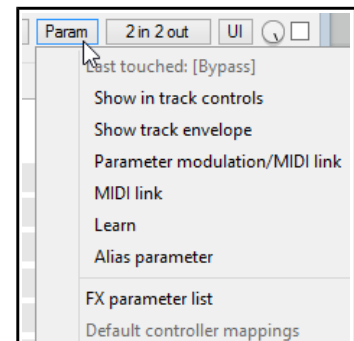 Param 2 in 2 out UI
Last touched: [Bypass]
Show in track controls
Show track envelope
Parameter modulation/MIDI link
MIDI link
Learn
Alias parameter
FX parameter list
Default controller mappings